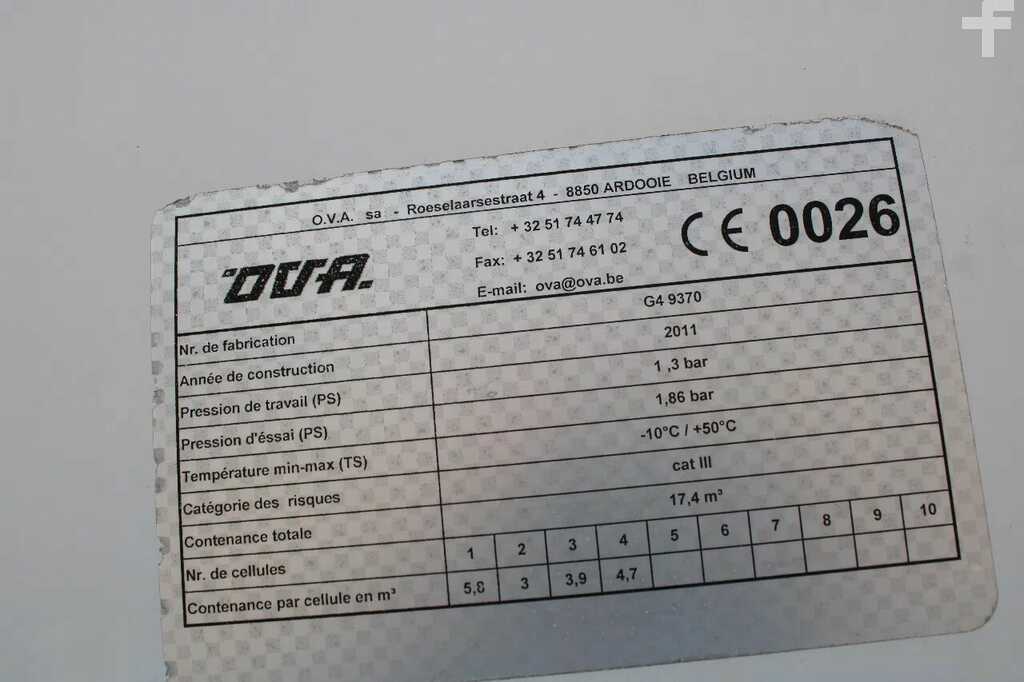 f
O.V.A. sa - Roeselaarsestraat 4 - 8850 ARDOOIE BELGIUM
OVA
Tel: + 32 51 74 47 74
Fax: + 32 51 74 61 02
E-mail: ova@ova.be
CE 0026
Nr. de fabrication G4 9370
Année de construction 2011
Pression de travail (PS) 1 ,3 bar
Pression d'éssai (PS) 1,86 bar
Température min-max (TS) -10°C / +50°C
Catégorie des risques cat III
Contenance totale 17,4 m³
Nr. de cellules 1 2 3 4 5 6 7 8 9 10
Contenance par cellule en m³ 5,8 3 3,9 4,7